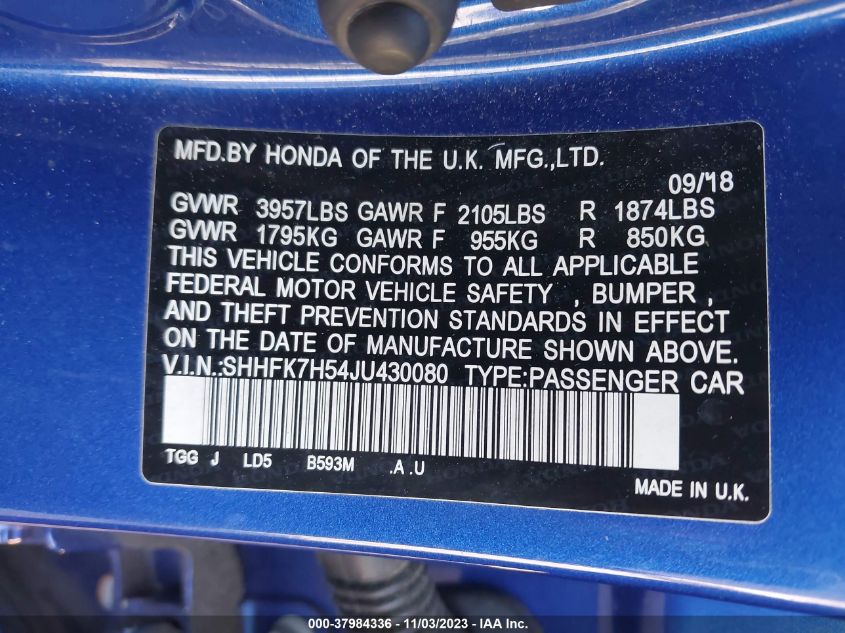 MFD.BY HONDA OF THE U.K. MFG.,LTD.
09/18
GVWR 3957LBS GAWR F 2105LBS R 1874LBS
GVWR 1795KG GAWR F 955KG R 850KG
THIS VEHICLE CONFORMS TO ALL APPLICABLE
FEDERAL MOTOR VEHICLE SAFETY , BUMPER ,
AND THEFT PREVENTION STANDARDS IN EFFECT
ON THE DATE OF MANUFACTURE SHOWN ABOVE.
V.I.N.:SHHFK7H54JU430080 TYPE:PASSENGER CAR
TGG J LD5 B593M .A .U
MADE IN U.K.
000-37984336 - 11/03/2023 - IAA Inc.